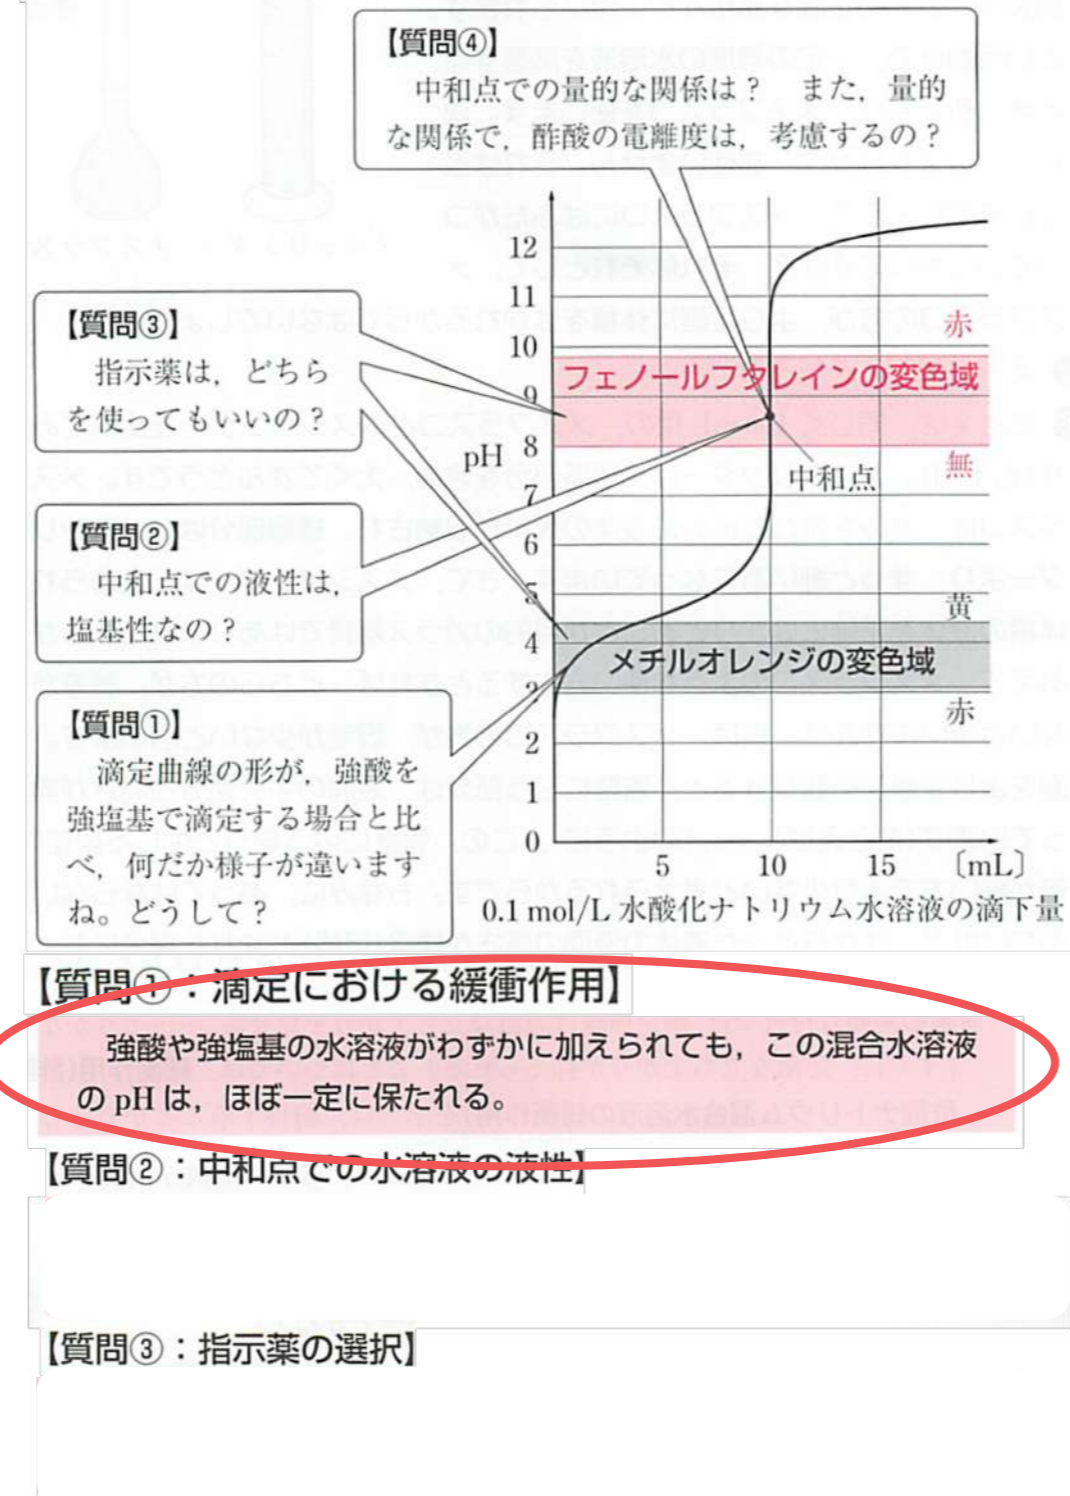 【質問④】
中和点での量的な関係は？　また，量的
な関係で，酢酸の電離度は，考慮するの？
【質問③】
指示薬は，どちら
を使ってもいいの？
【質問②】
中和点での液性は，
塩基性なの？
【質問①】
滴定曲線の形が，強酸を
強塩基で滴定する場合と比
べ，何だか様子が違います
ね。どうして？
12
11
赤
10
フェノールフタレインの変色域
9
8
pH
無
中和点
7
6
5
黄
4
メチルオレンジの変色域
3
赤
2
1
0
5
10
15
〔mL〕
0.1 mol/L 水酸化ナトリウム水溶液の滴下量
【質問①：滴定における緩衝作用】
強酸や強塩基の水溶液がわずかに加えられても，この混合水溶液
の pH は，ほぼ一定に保たれる。
【質問②：中和点での水溶液の液性】
【質問③：指示薬の選択】